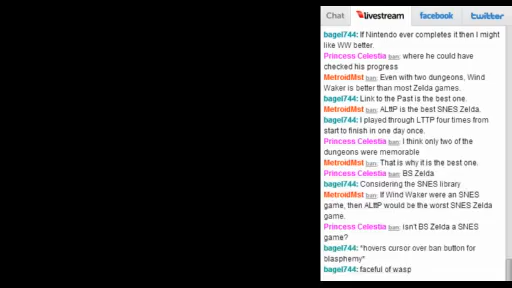 Chat livestream facebook twitter
bagel744: If Nintendo ever completes it then I might
like WW better.
Princess Celestia ban: where he could have
checked his progress
MetroidMst ban: Even with two dungeons, Wind
Waker is better than most Zelda games.
bagel744: Link to the Past is the best one.
MetroidMst ban: ALttP is the best SNES Zelda.
bagel744: I played through LTTP four times from
start to finish in one day once.
Princess Celestia ban: I think only two of the
dungeons were memorable
MetroidMst ban: That is why it is the best one.
Princess Celestia ban: BS Zelda
bagel744: Considering the SNES library
MetroidMst ban: If Wind Waker were an SNES
game, then ALttP would be the worst SNES Zelda
game.
Princess Celestia ban: Isn't BS Zelda a SNES
game?
bagel744: *hovers cursor over ban button for
blasphemy*
bagel744: faceful of wasp